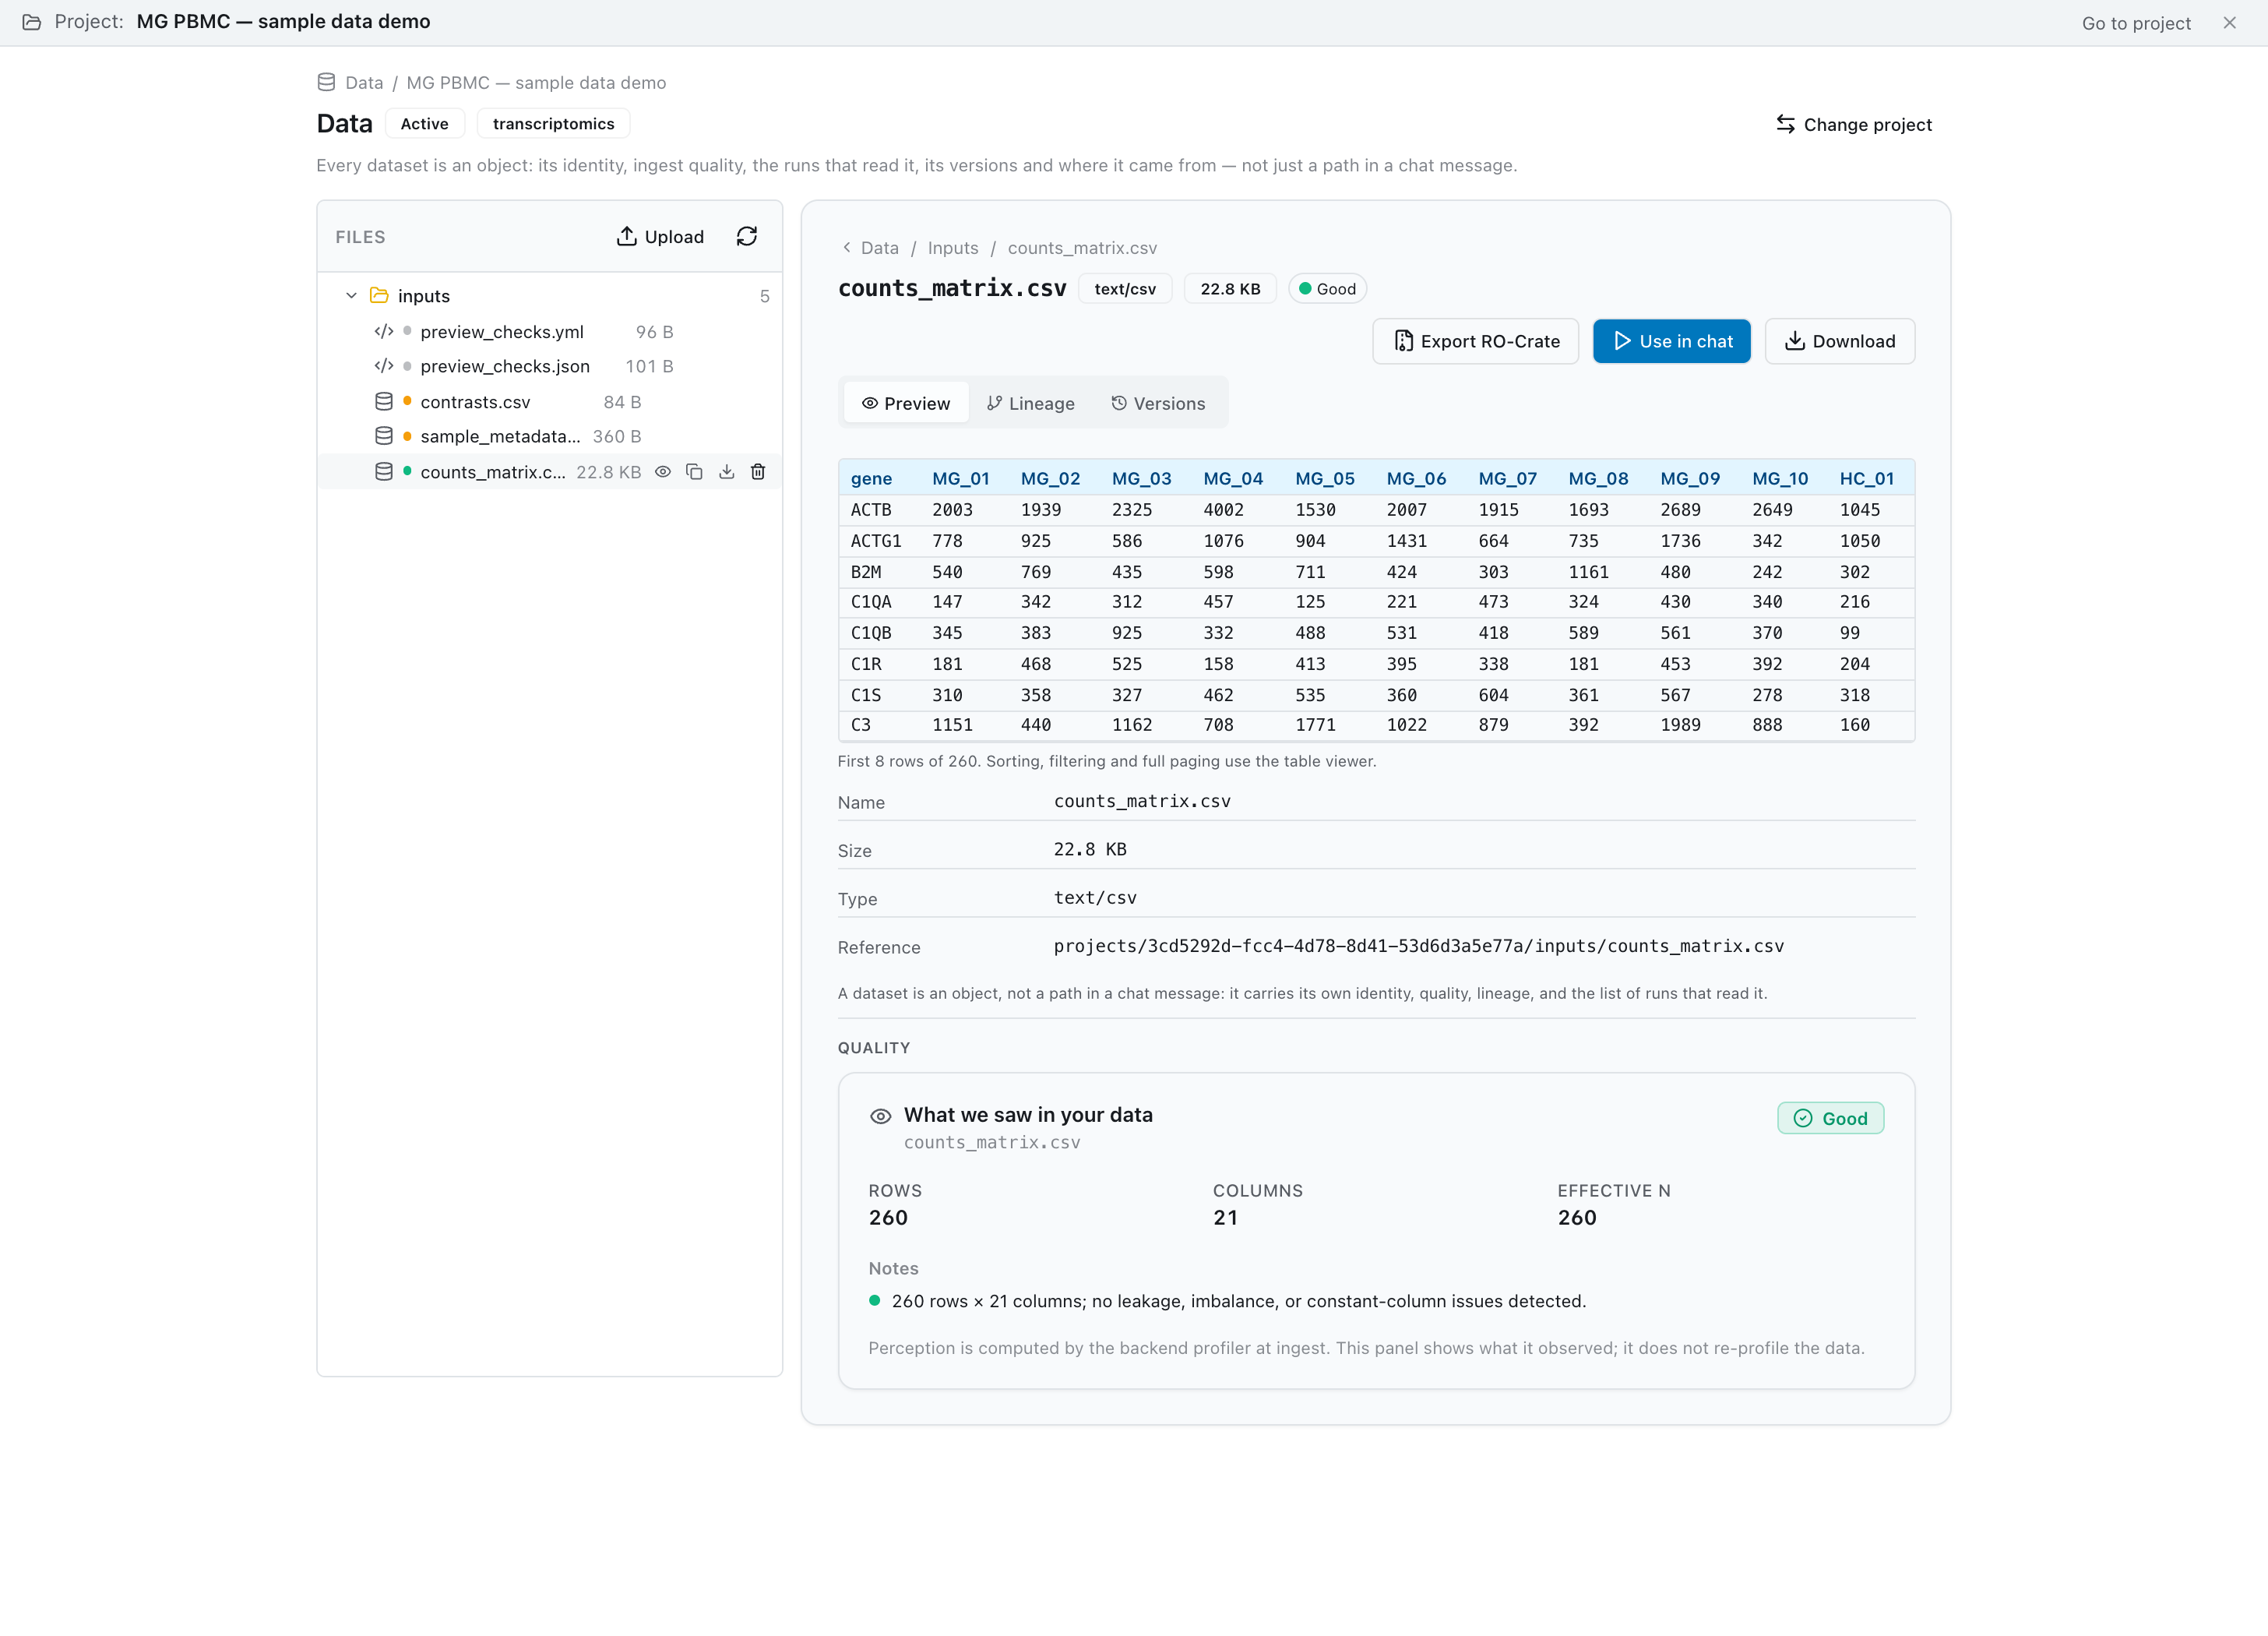 Project: MG PBMC — sample data demo
Go to project
Data / MG PBMC — sample data demo
Data Active transcriptomics
Change project
Every dataset is an object: its identity, ingest quality, the runs that read it, its versions and where it came from — not just a path in a chat message.
FILES
Upload
inputs 5
preview_checks.yml 96 B
preview_checks.json 101 B
contrasts.csv 84 B
sample_metadata... 360 B
counts_matrix.c... 22.8 KB
Data / Inputs / counts_matrix.csv
counts_matrix.csv text/csv 22.8 KB Good
Export RO-Crate Use in chat Download
Preview Lineage Versions
gene MG_01 MG_02 MG_03 MG_04 MG_05 MG_06 MG_07 MG_08 MG_09 MG_10 HC_01
ACTB 2003 1939 2325 4002 1530 2007 1915 1693 2689 2649 1045
ACTG1 778 925 586 1076 904 1431 664 735 1736 342 1050
B2M 540 769 435 598 711 424 303 1161 480 242 302
C1QA 147 342 312 457 125 221 473 324 430 340 216
C1QB 345 383 925 332 488 531 418 589 561 370 99
C1R 181 468 525 158 413 395 338 181 453 392 204
C1S 310 358 327 462 535 360 604 361 567 278 318
C3 1151 440 1162 708 1771 1022 879 392 1989 888 160
First 8 rows of 260. Sorting, filtering and full paging use the table viewer.
Name counts_matrix.csv
Size 22.8 KB
Type text/csv
Reference projects/3cd5292d-fcc4-4d78-8d41-53d6d3a5e77a/inputs/counts_matrix.csv
A dataset is an object, not a path in a chat message: it carries its own identity, quality, lineage, and the list of runs that read it.
QUALITY
What we saw in your data
Good
counts_matrix.csv
ROWS COLUMNS EFFECTIVE N
260 21 260
Notes
260 rows × 21 columns; no leakage, imbalance, or constant-column issues detected.
Perception is computed by the backend profiler at ingest. This panel shows what it observed; it does not re-profile the data.